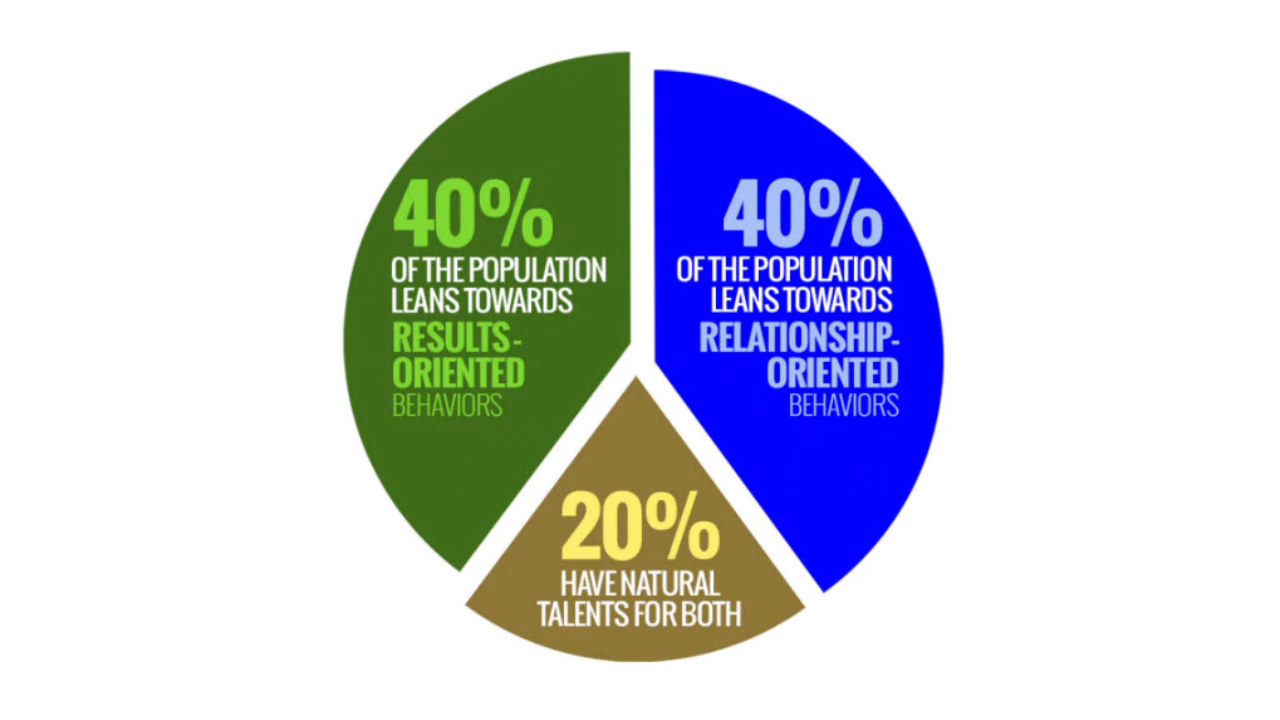 40%
OF THE POPULATION
LEANS TOWARDS
RESULTS-
ORIENTED
BEHAVIORS
40%
OF THE POPULATION
LEANS TOWARDS
RELATIONSHIP-
ORIENTED
BEHAVIORS
20%
HAVE NATURAL
TALENTS FOR BOTH